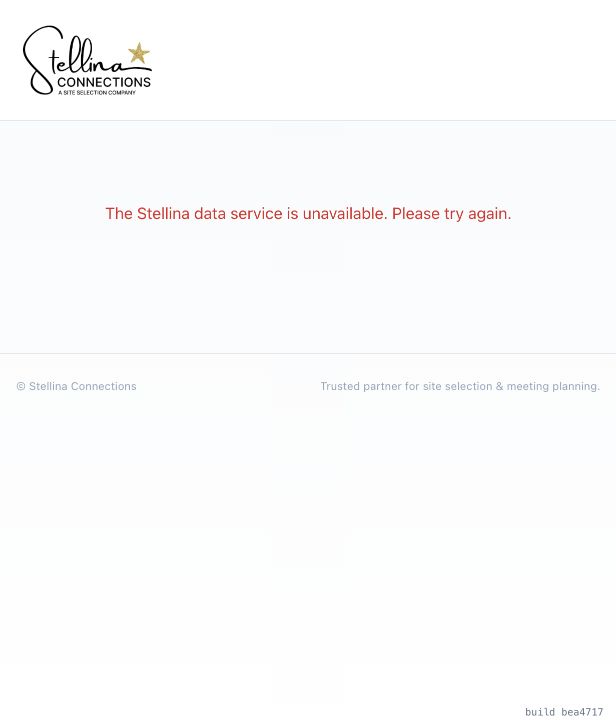 Stellina
CONNECTIONS
A SITE SELECTION COMPANY
The Stellina data service is unavailable. Please try again.
© Stellina Connections
Trusted partner for site selection & meeting planning.
build bea4717